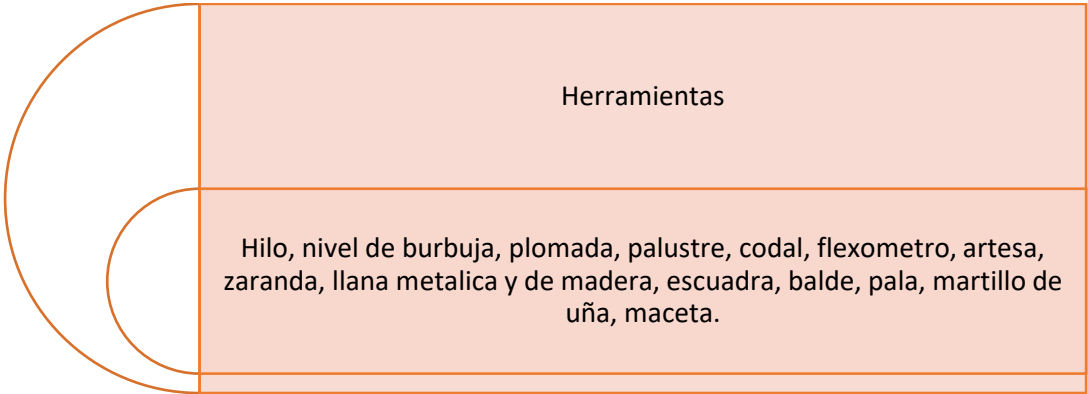 Herramientas
Hilo, nivel de burbuja, plomada, palustre, codal, flexometro, artesa,
zaranda, llana metalica y de madera, escuadra, balde, pala, martillo de
uña, maceta.